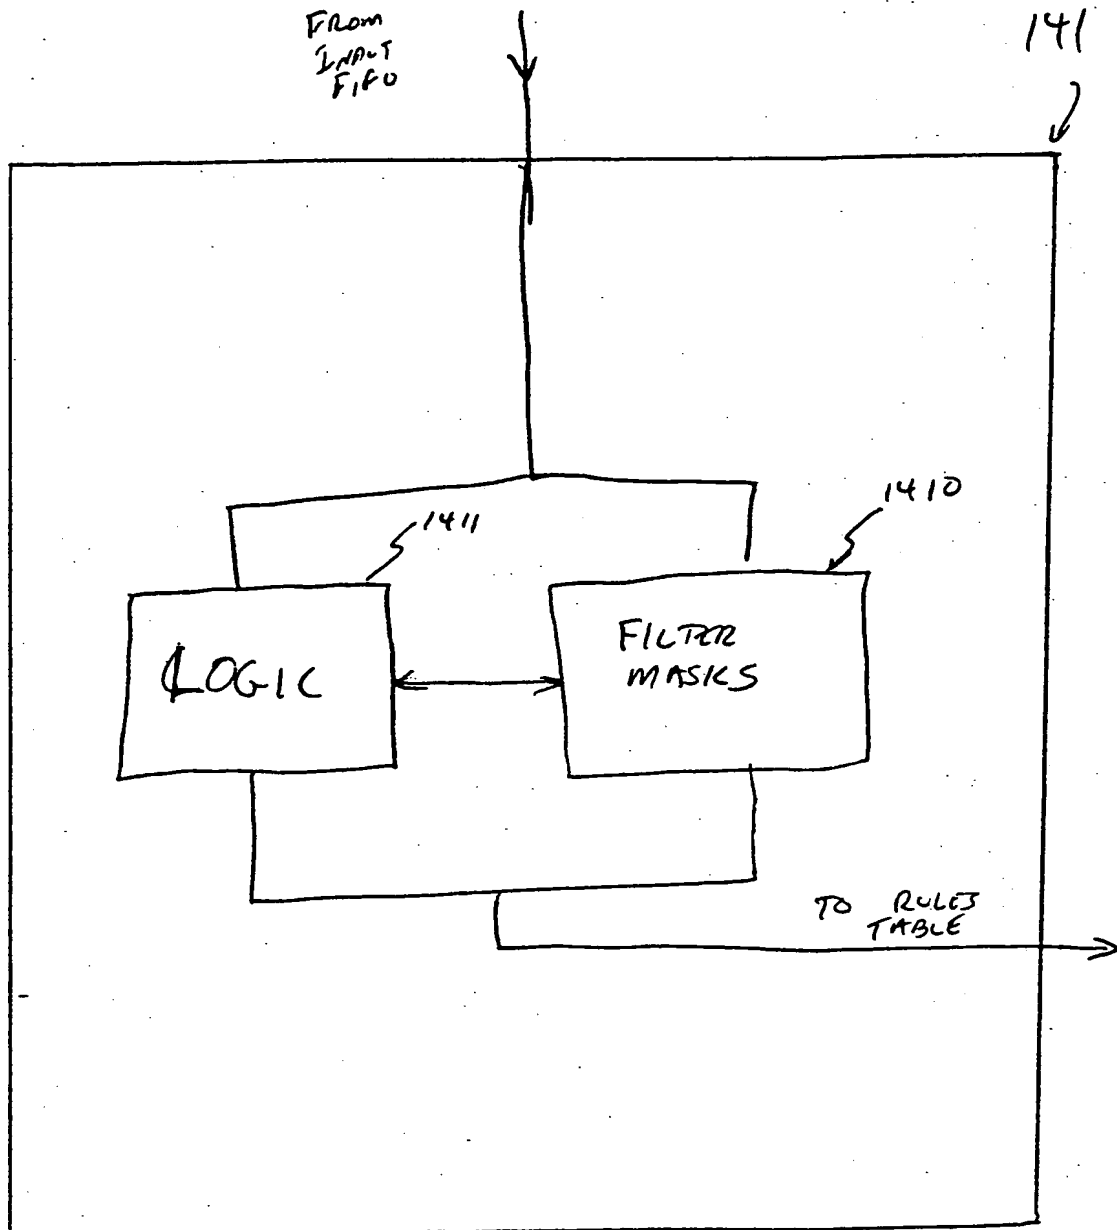 FROM
INPUT
FIFO
141
1411
1410
LOGIC
FILTER
MASKS
TO RULES
TABLE